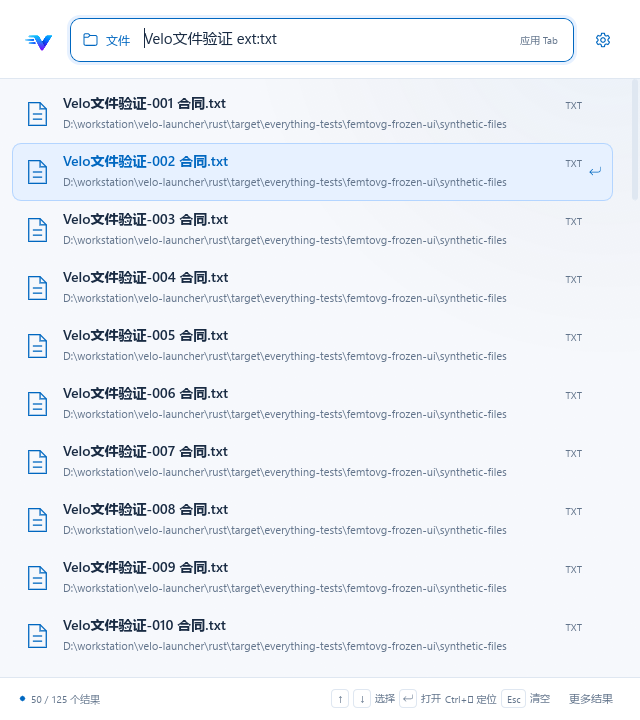 文件 Velo文件验证 ext:txt 应用 Tab
Velo文件验证-001 合同.txt TXT
D:\workstation\velo-launcher\rust\target\everything-tests\femtovg-frozen-ui\synthetic-files
Velo文件验证-002 合同.txt TXT
D:\workstation\velo-launcher\rust\target\everything-tests\femtovg-frozen-ui\synthetic-files
Velo文件验证-003 合同.txt TXT
D:\workstation\velo-launcher\rust\target\everything-tests\femtovg-frozen-ui\synthetic-files
Velo文件验证-004 合同.txt TXT
D:\workstation\velo-launcher\rust\target\everything-tests\femtovg-frozen-ui\synthetic-files
Velo文件验证-005 合同.txt TXT
D:\workstation\velo-launcher\rust\target\everything-tests\femtovg-frozen-ui\synthetic-files
Velo文件验证-006 合同.txt TXT
D:\workstation\velo-launcher\rust\target\everything-tests\femtovg-frozen-ui\synthetic-files
Velo文件验证-007 合同.txt TXT
D:\workstation\velo-launcher\rust\target\everything-tests\femtovg-frozen-ui\synthetic-files
Velo文件验证-008 合同.txt TXT
D:\workstation\velo-launcher\rust\target\everything-tests\femtovg-frozen-ui\synthetic-files
Velo文件验证-009 合同.txt TXT
D:\workstation\velo-launcher\rust\target\everything-tests\femtovg-frozen-ui\synthetic-files
Velo文件验证-010 合同.txt TXT
D:\workstation\velo-launcher\rust\target\everything-tests\femtovg-frozen-ui\synthetic-files
50 / 125 个结果 ↑ ↓ 选择 ↵ 打开 Ctrl+▯ 定位 Esc 清空 更多结果